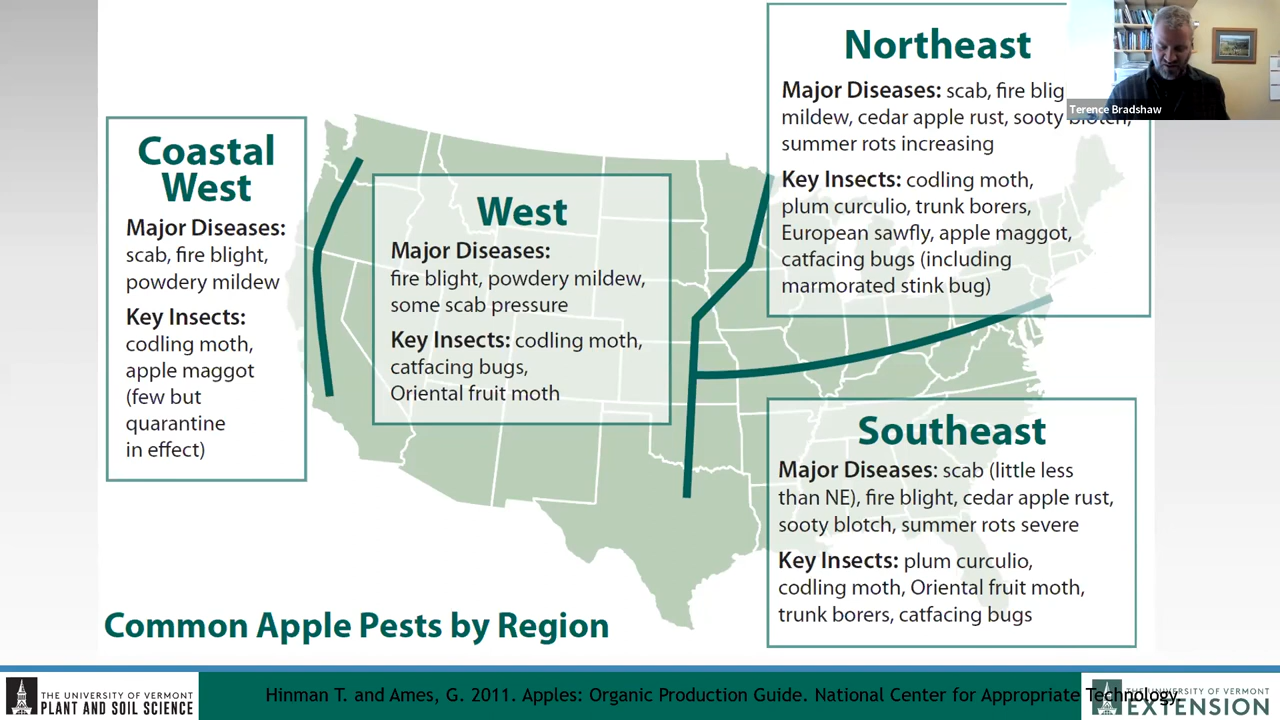 Northeast
Major Diseases: scab, fire blig
mildew, cedar apple rust, sooty blotch,
summer rots increasing
Key Insects: codling moth,
plum curculio, trunk borers,
European sawfly, apple maggot,
catfacing bugs (including
marmorated stink bug)
Terence Bradshaw
Coastal
West
Major Diseases:
scab, fire blight,
powdery mildew
Key Insects:
codling moth,
apple maggot
(few but
quarantine
in effect)
West
Major Diseases:
fire blight, powdery mildew,
some scab pressure
Key Insects: codling moth,
catfacing bugs,
Oriental fruit moth
Southeast
Major Diseases: scab (little less
than NE), fire blight, cedar apple rust,
sooty blotch, summer rots severe
Key Insects: plum curculio,
codling moth, Oriental fruit moth,
trunk borers, catfacing bugs
Common Apple Pests by Region
THE UNIVERSITY OF VERMONT
PLANT AND SOIL SCIENCE
Hinman T. and Ames, G. 2011. Apples: Organic Production Guide. National Center for Appropriate Technology.
THE UNIVERSITY OF VERMONT
EXTENSION